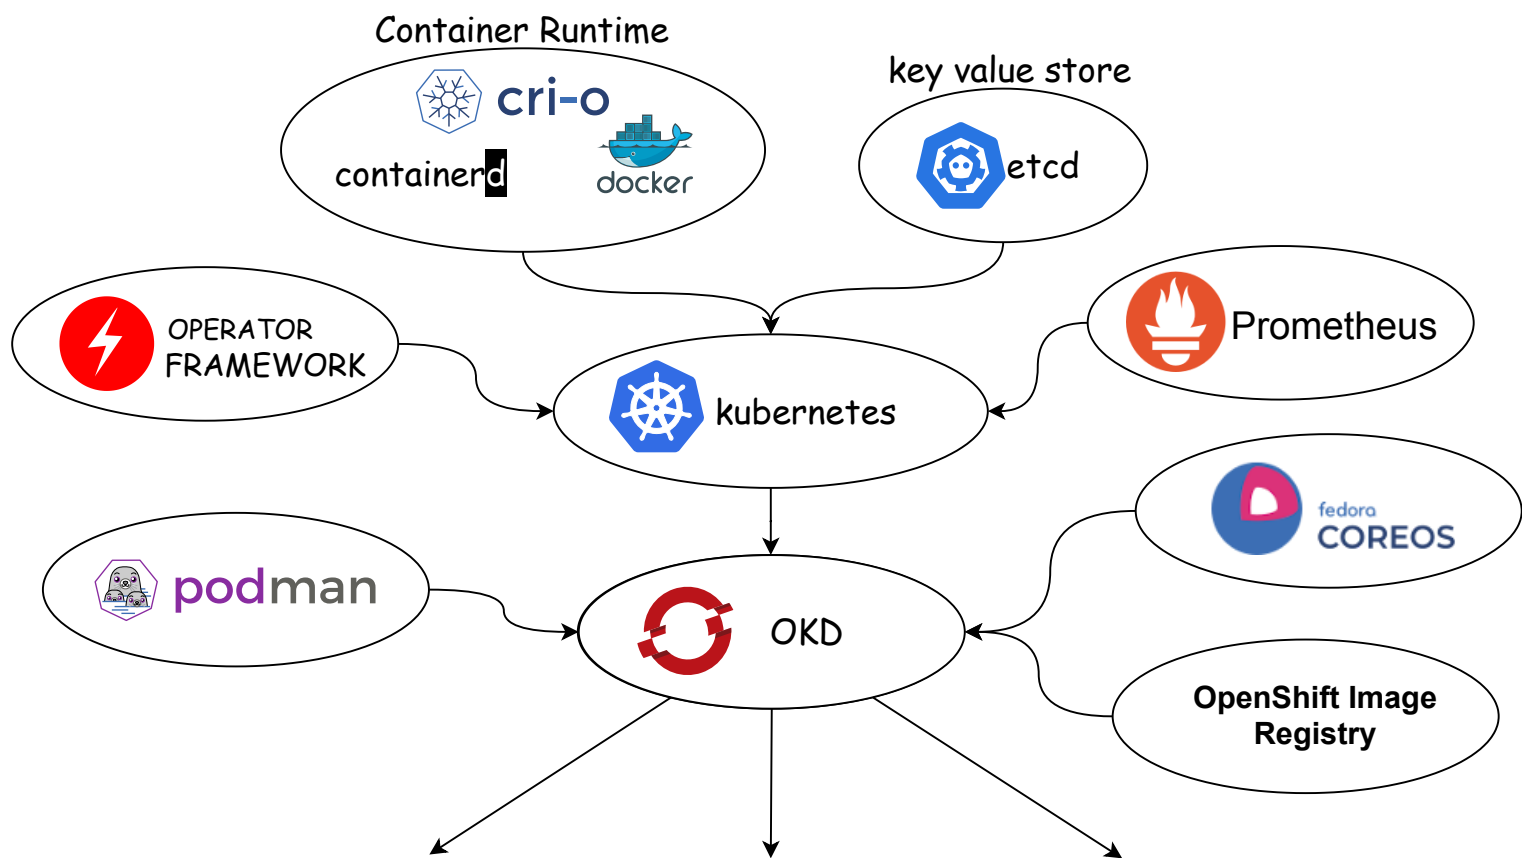 Container Runtime
key value store
cri-o
containerd
docker
etcd
OPERATOR
FRAMEWORK
Prometheus
kubernetes
fedora
COREOS
podman
OKD
OpenShift Image
Registry